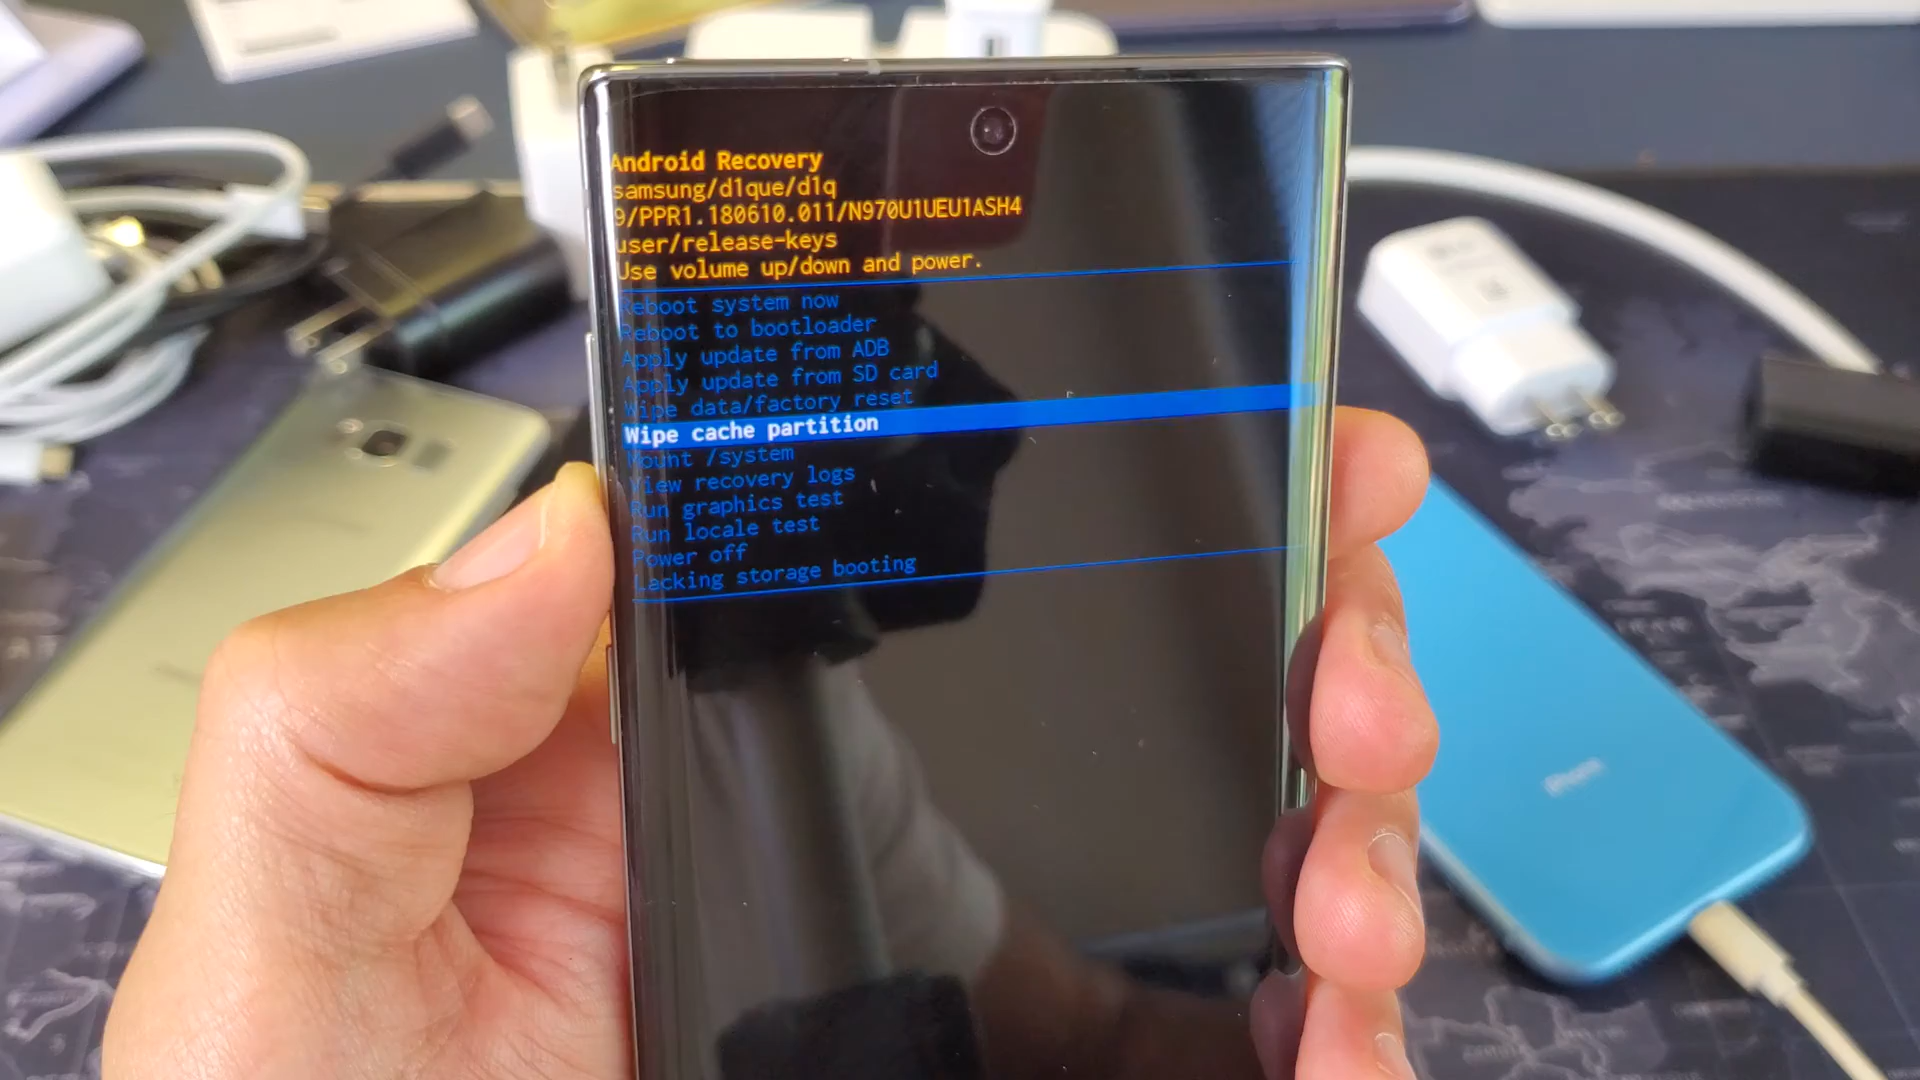 Android Recovery
samsung/d1que/d1q
9/PPR1.180610.011/N970U1UEU1ASH4
user/release-keys
Use volume up/down and power.
Reboot system now
Reboot to bootloader
Apply update from ADB
Apply update from SD card
Wipe data/factory reset
Wipe cache partition
Mount /system
View recovery logs
Run graphics test
Run locale test
Power off
Lacking storage booting
iPhone